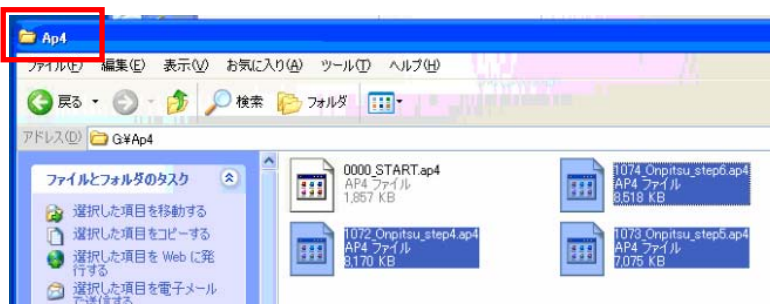 Ap4
ファイル(F) 編集(E) 表示(V) お気に入り(A) ツール(T) ヘルプ(H)
戻る 検索 フォルダ
アドレス(D) G:¥Ap4
ファイルとフォルダのタスク
選択した項目を移動する
選択した項目をコピーする
選択した項目を Web に発
行する
選択した項目を電子メール
で送信する
0000_START.ap4
AP4 ファイル
1,857 KB
1074_Onpitsu_step6.ap4
AP4 ファイル
8,518 KB
1072_Onpitsu_step4.ap4
AP4 ファイル
8,170 KB
1073_Onpitsu_step5.ap4
AP4 ファイル
7,075 KB